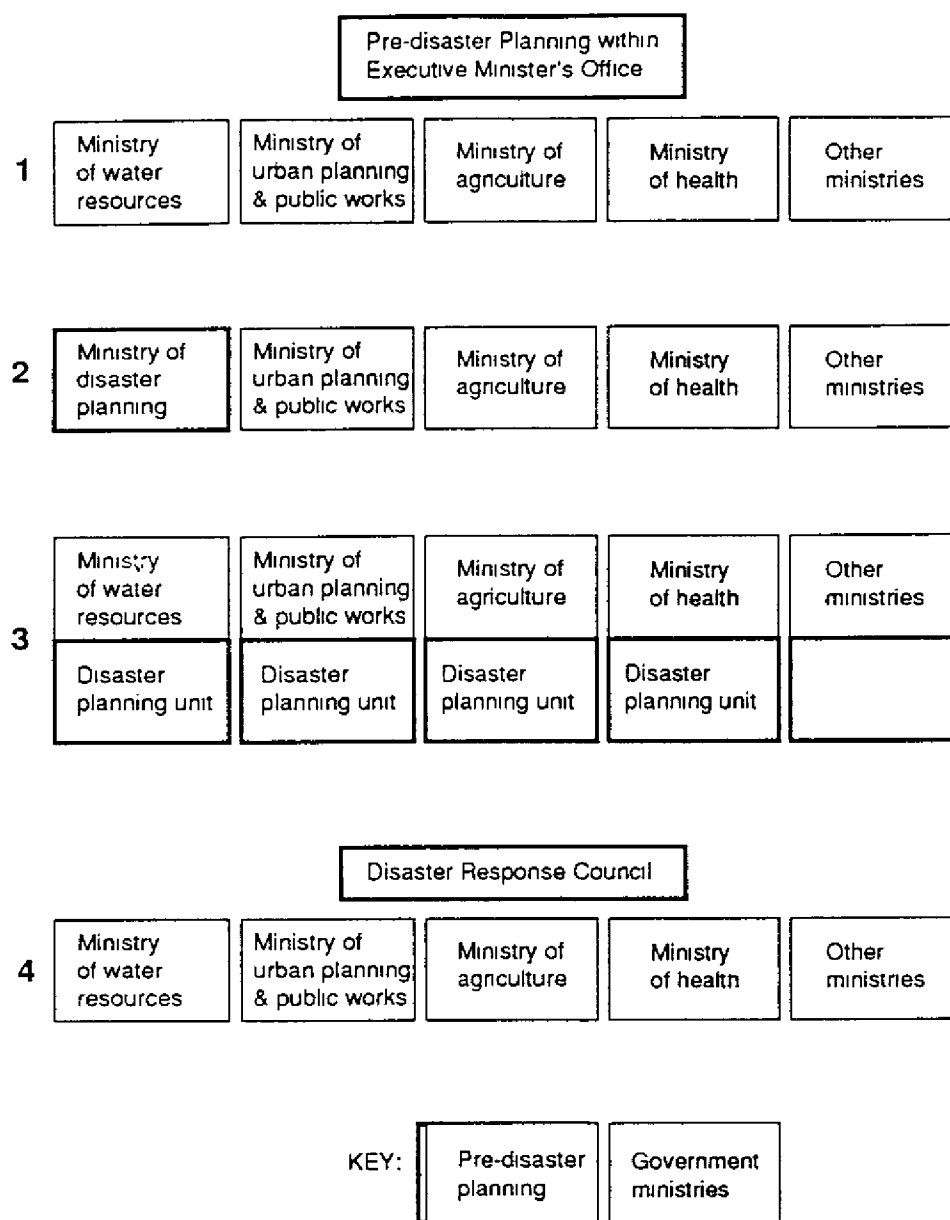 Pre-disaster Planning within
Executive Minister's Office
1
Ministry
of water
resources
Ministry of
urban planning
& public works
Ministry of
agriculture
Ministry
of health
Other
ministries
2
Ministry of
disaster
planning
Ministry of
urban planning
& public works
Ministry of
agriculture
Ministry
of health
Other
ministries
3
Ministry
of water
resources
Ministry of
urban planning
& public works
Ministry of
agriculture
Ministry
of health
Other
ministries
Disaster
planning unit
Disaster
planning unit
Disaster
planning unit
Disaster
planning unit
Disaster Response Council
4
Ministry
of water
resources
Ministry of
urban planning
& public works
Ministry of
agriculture
Ministry
of health
Other
ministries
KEY:
Pre-disaster
planning
Government
ministries